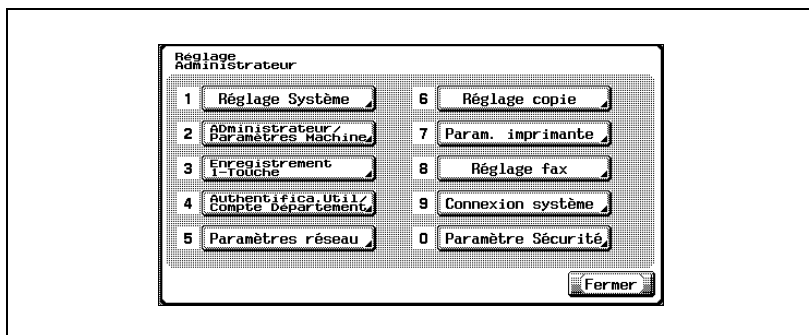 Réglage
Administrateur
1 Réglage Système
2 ADministrateur/
Paramètres Machine
3 Enregistrement
1-Touche
4 Authentifica.Util/
Compte Département
5 Paramètres réseau
6 Réglage copie
7 Param. imprimante
8 Réglage fax
9 Connexion système
0 Paramètre Sécurité
Fermer